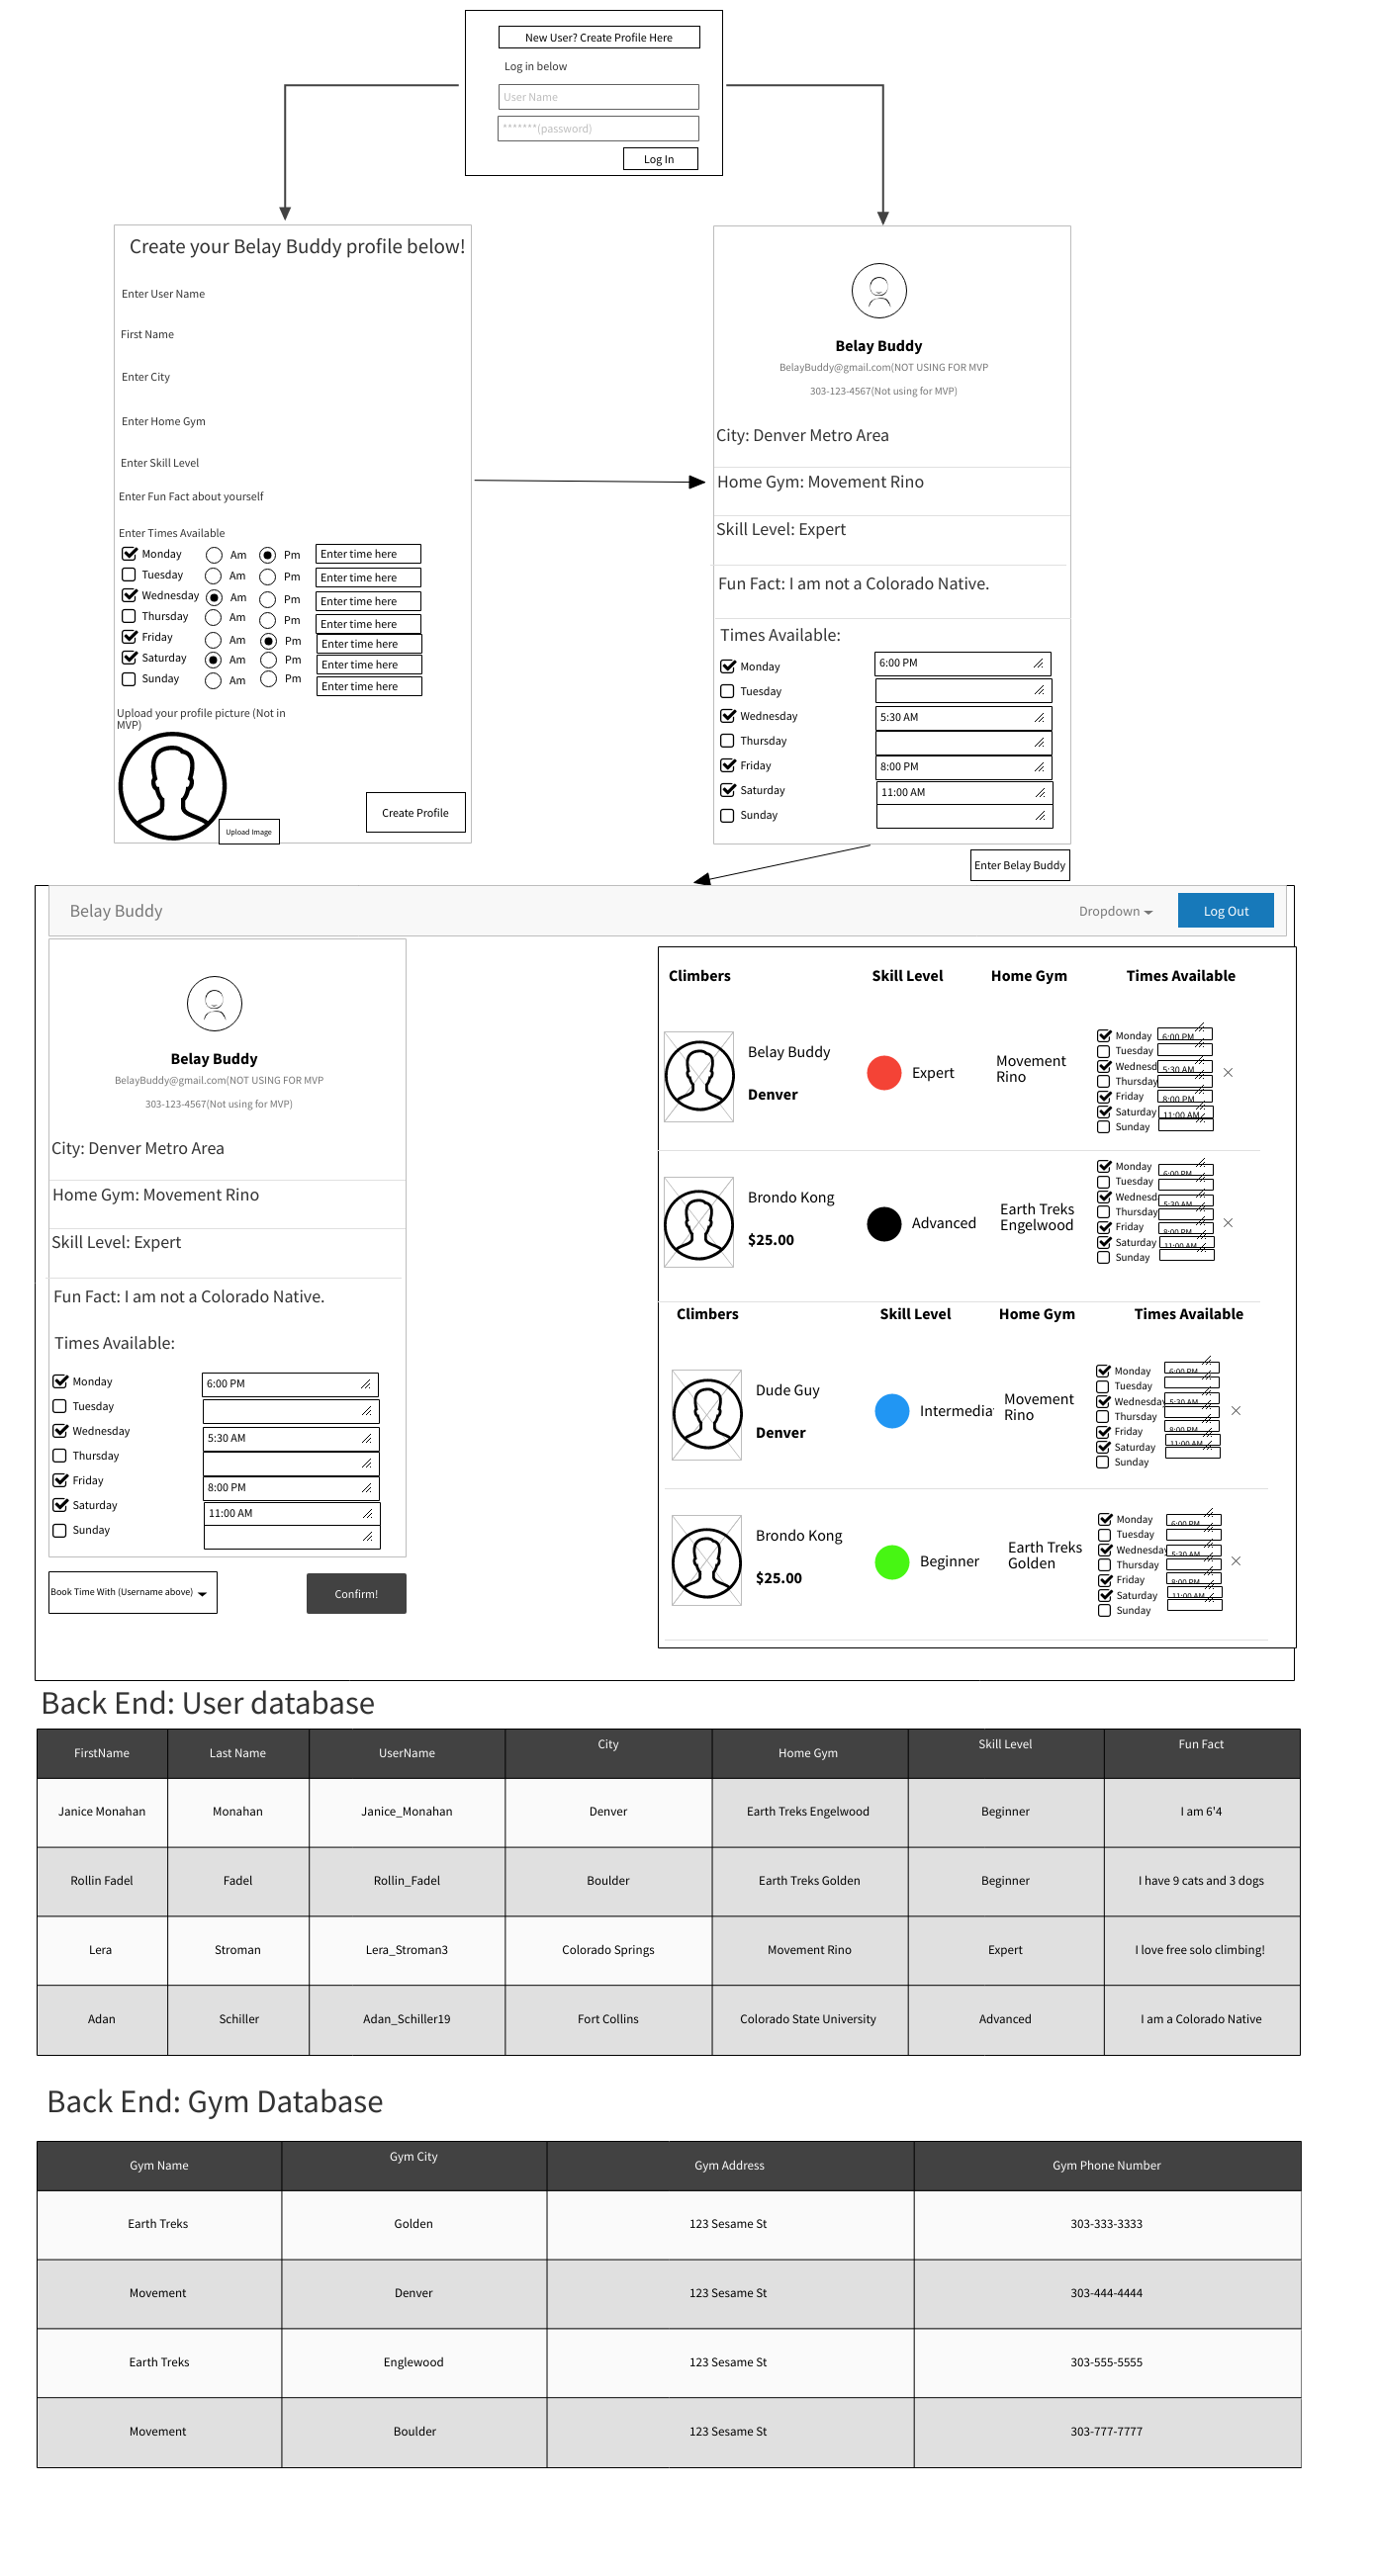 New User? Create Profile Here
Log in below
User Name
*******(password)
Log In
Create your Belay Buddy profile below!
Enter User Name
First Name
Enter City
Enter Home Gym
Enter Skill Level
Enter Fun Fact about yourself
Enter Times Available
Monday Am Pm Enter time here
Tuesday Am Pm Enter time here
Wednesday Am Pm Enter time here
Thursday Am Pm Enter time here
Friday Am Pm Enter time here
Saturday Am Pm Enter time here
Sunday Am Pm Enter time here
Upload your profile picture (Not in
MVP)
Upload Image
Create Profile
Belay Buddy
BelayBuddy@gmail.com(NOT USING FOR MVP
303-123-4567(Not using for MVP)
City: Denver Metro Area
Home Gym: Movement Rino
Skill Level: Expert
Fun Fact: I am not a Colorado Native.
Times Available:
Monday 6:00 PM
Tuesday
Wednesday 5:30 AM
Thursday
Friday 8:00 PM
Saturday 11:00 AM
Sunday
Enter Belay Buddy
Belay Buddy Dropdown Log Out
Belay Buddy
BelayBuddy@gmail.com(NOT USING FOR MVP
303-123-4567(Not using for MVP)
City: Denver Metro Area
Home Gym: Movement Rino
Skill Level: Expert
Fun Fact: I am not a Colorado Native.
Times Available:
Monday 6:00 PM
Tuesday
Wednesday 5:30 AM
Thursday
Friday 8:00 PM
Saturday 11:00 AM
Sunday
Book Time With (Username above)
Confirm!
Climbers Skill Level Home Gym Times Available
Belay Buddy
Denver
Expert
Movement
Rino
Monday 6:00 PM
Tuesday
Wednesd 5:30 AM
Thursday
Friday 8:00 PM
Saturday 11:00 AM
Sunday
Brondo Kong
$25.00
Advanced
Earth Treks
Engelwood
Monday 6:00 PM
Tuesday
Wednesd 5:30 AM
Thursday
Friday 8:00 PM
Saturday 11:00 AM
Sunday
Climbers Skill Level Home Gym Times Available
Dude Guy
Denver
Intermedia
Movement
Rino
Monday 6:00 PM
Tuesday
Wednesday 5:30 AM
Thursday
Friday 8:00 PM
Saturday 11:00 AM
Sunday
Brondo Kong
$25.00
Beginner
Earth Treks
Golden
Monday 6:00 PM
Tuesday
Wednesday 5:30 AM
Thursday
Friday 8:00 PM
Saturday 11:00 AM
Sunday
Back End: User database
FirstName Last Name UserName City Home Gym Skill Level Fun Fact
Janice Monahan Monahan Janice_Monahan Denver Earth Treks Engelwood Beginner I am 6'4
Rollin Fadel Fadel Rollin_Fadel Boulder Earth Treks Golden Beginner I have 9 cats and 3 dogs
Lera Stroman Lera_Stroman3 Colorado Springs Movement Rino Expert I love free solo climbing!
Adan Schiller Adan_Schiller19 Fort Collins Colorado State University Advanced I am a Colorado Native
Back End: Gym Database
Gym Name Gym City Gym Address Gym Phone Number
Earth Treks Golden 123 Sesame St 303-333-3333
Movement Denver 123 Sesame St 303-444-4444
Earth Treks Englewood 123 Sesame St 303-555-5555
Movement Boulder 123 Sesame St 303-777-7777